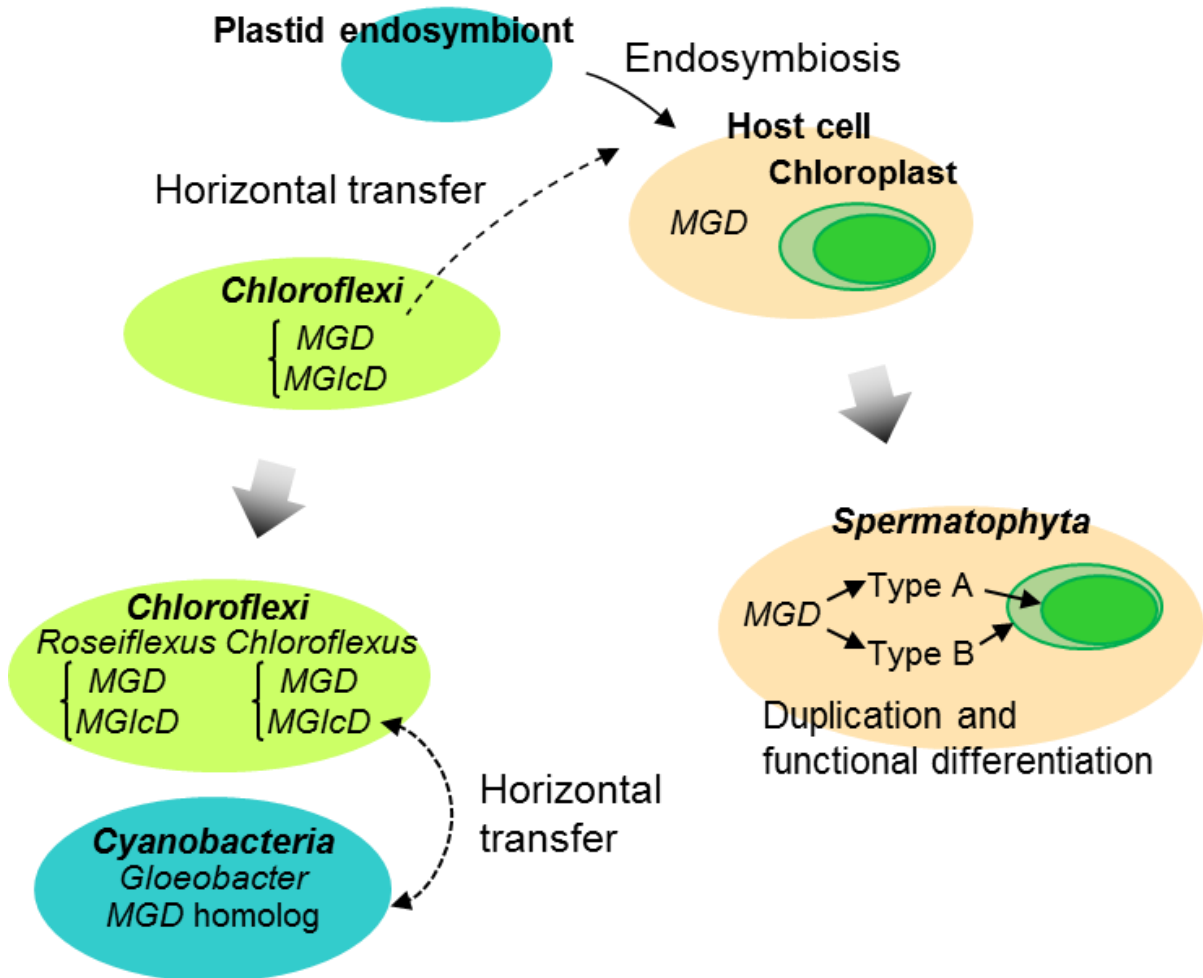 Plastid endosymbiont
Endosymbiosis
Host cell
Chloroplast
MGD
Horizontal transfer
Chloroflexi
MGD
MGlcD
Chloroflexi
Roseiflexus Chloroflexus
MGD MGD
MGlcD MGlcD
Horizontal
transfer
Cyanobacteria
Gloeobacter
MGD homolog
Spermatophyta
Type A
MGD
Type B
Duplication and
functional differentiation